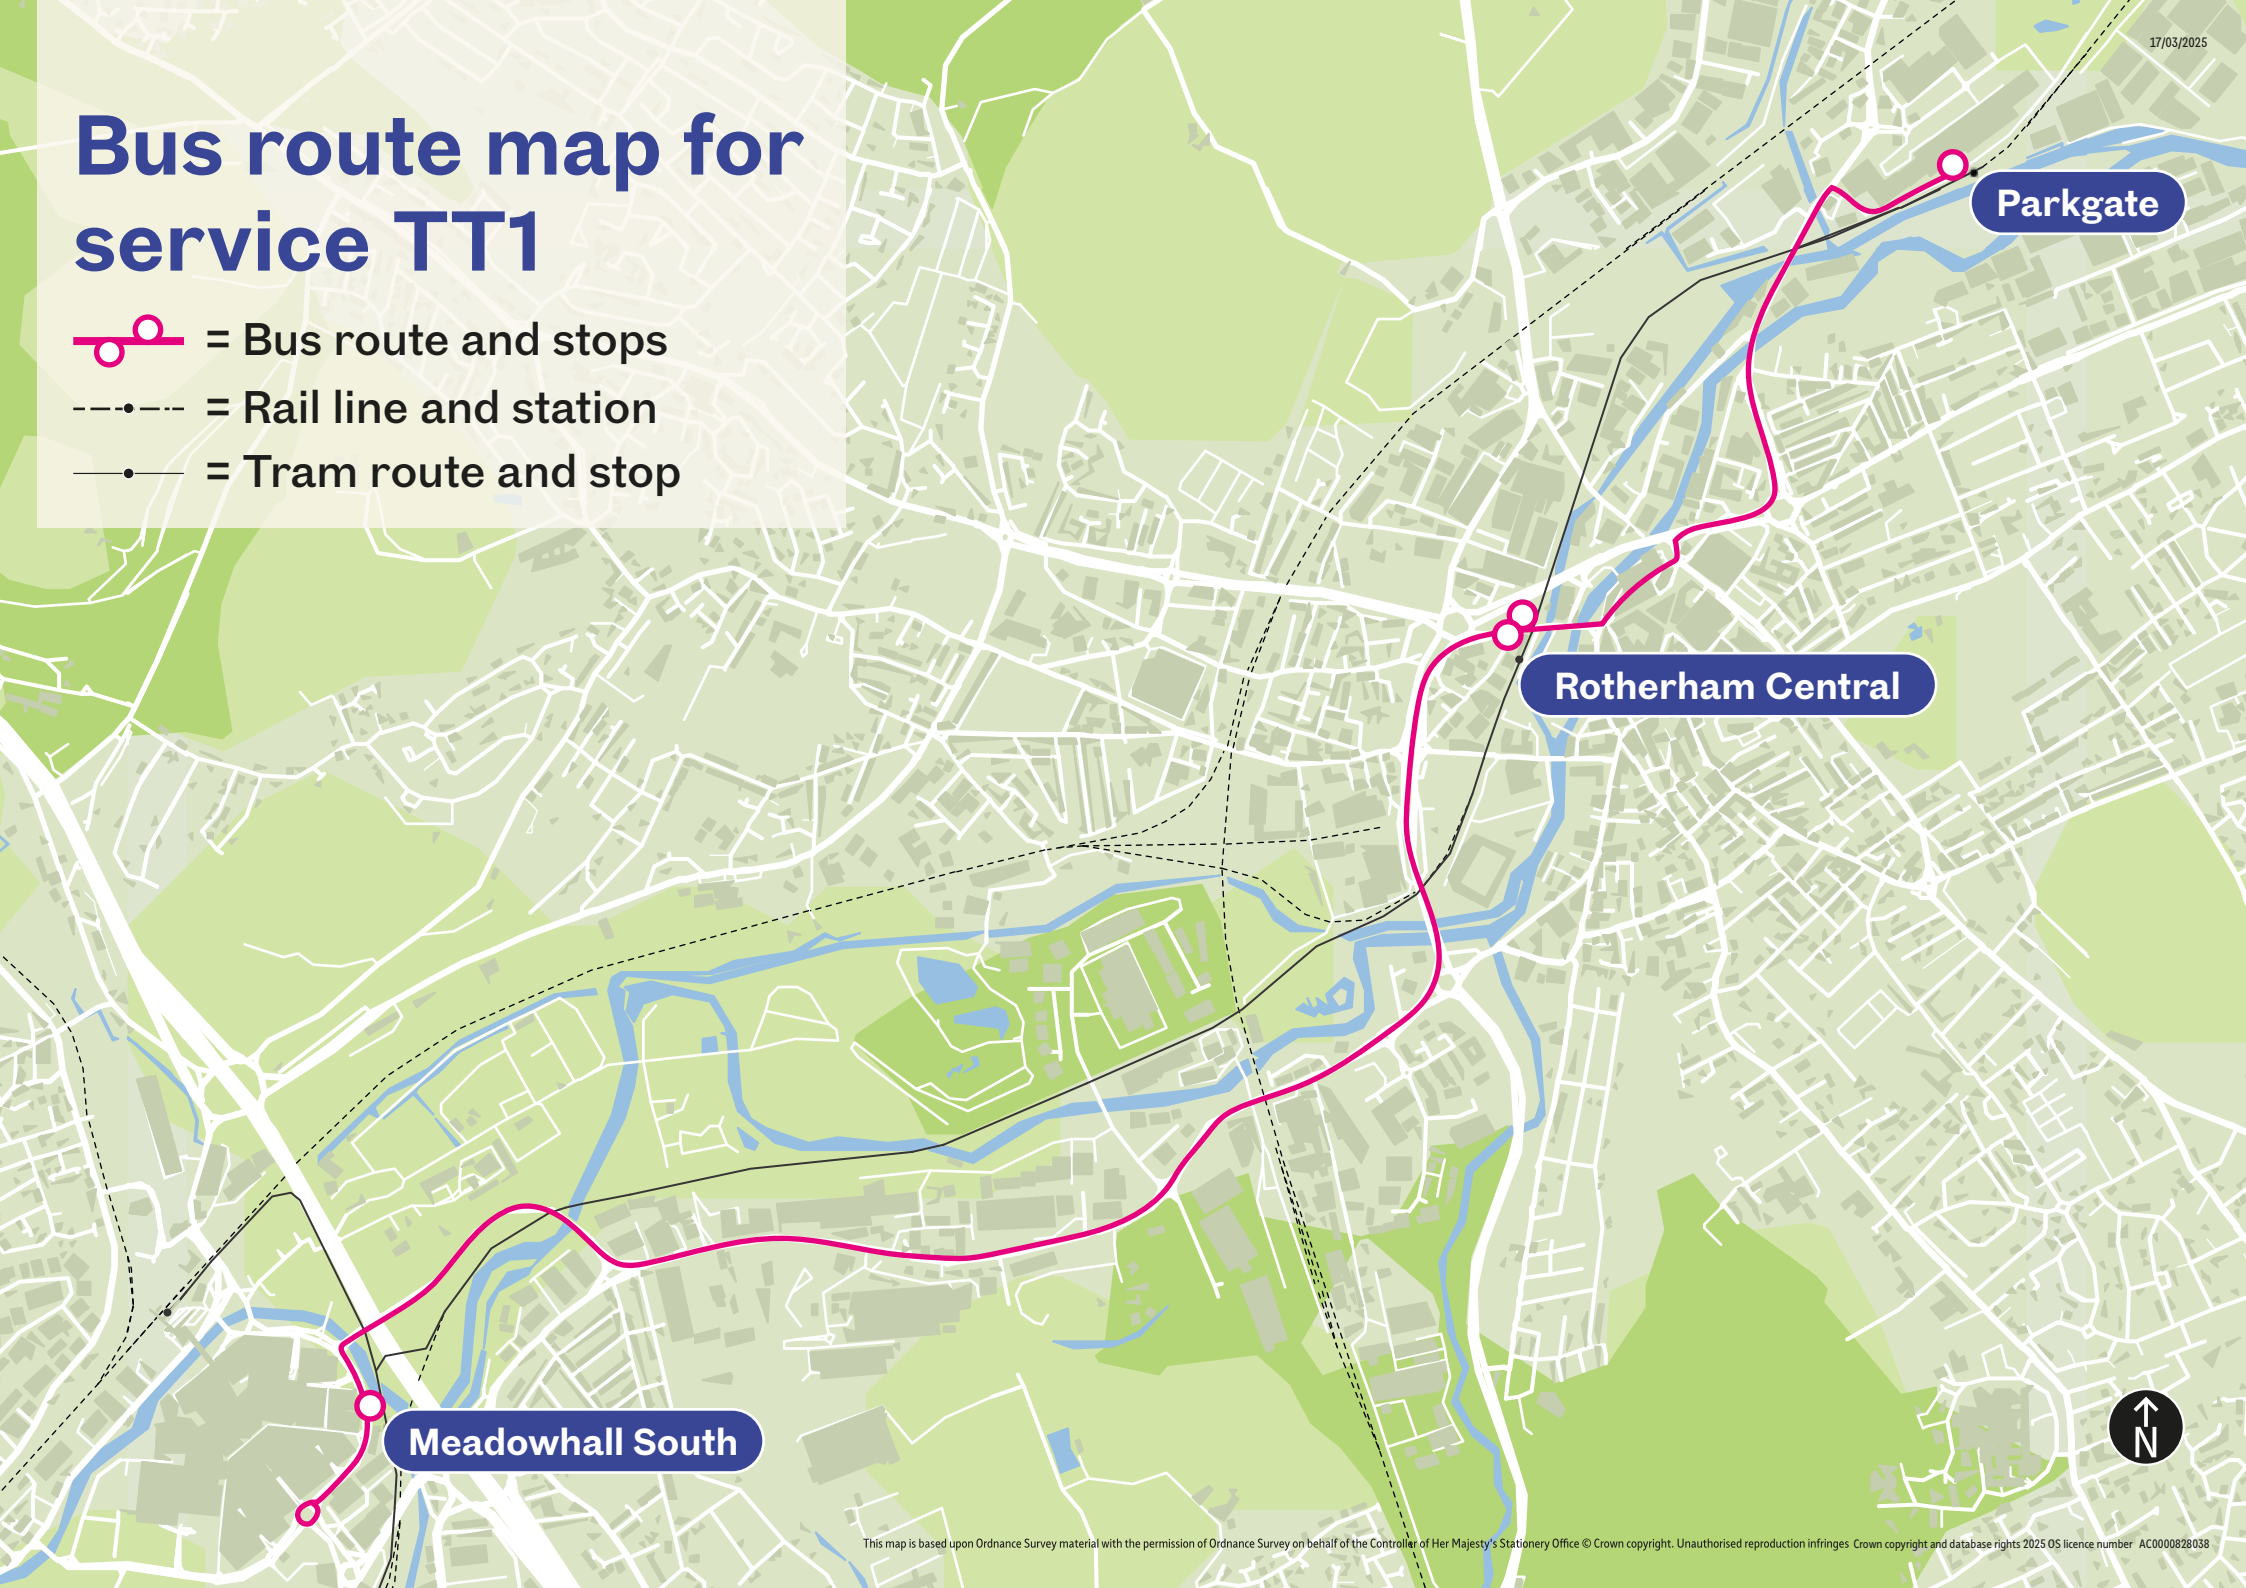 17/03/2025
Bus route map for
service TT1
= Bus route and stops
= Rail line and station
= Tram route and stop
Parkgate
Rotherham Central
Meadowhall South
N
This map is based upon Ordnance Survey material with the permission of Ordnance Survey on behalf of the Controller of Her Majesty's Stationery Office © Crown copyright. Unauthorised reproduction infringes Crown copyright and database rights 2025 OS licence number AC0000828038